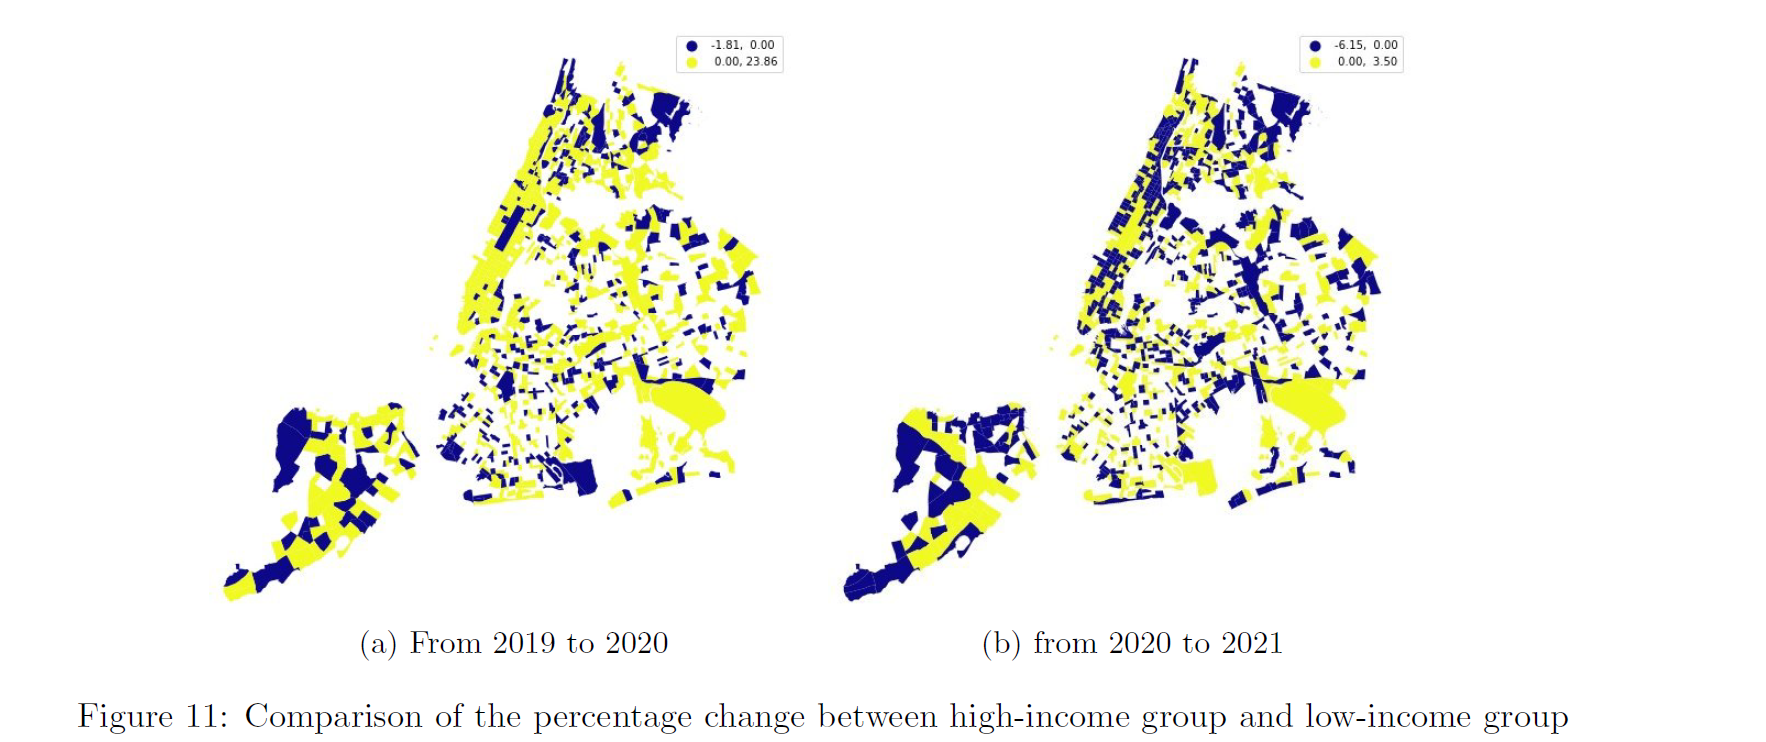 -1.81, 0.00
0.00, 23.86
-6.15, 0.00
0.00, 3.50
(a) From 2019 to 2020
(b) from 2020 to 2021
Figure 11: Comparison of the percentage change between high-income group and low-income group